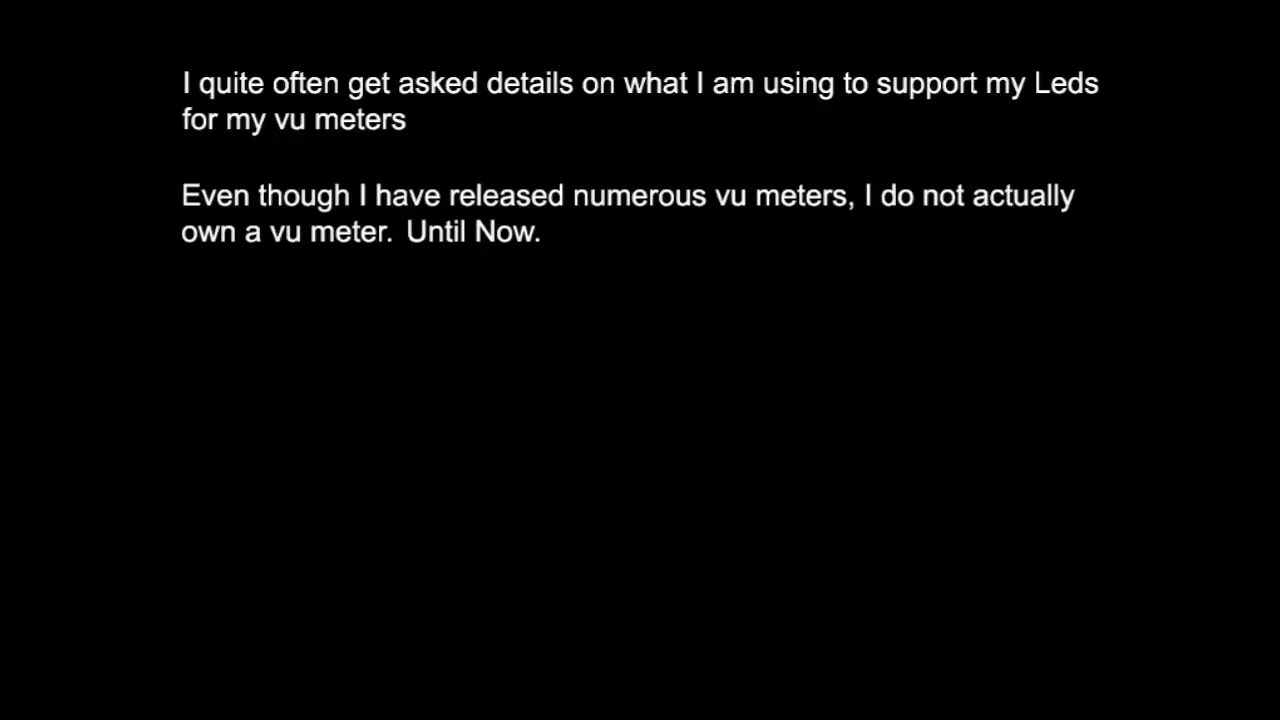 I quite often get asked details on what I am using to support my Leds
for my vu meters
Even though I have released numerous vu meters, I do not actually
own a vu meter.  Until Now.